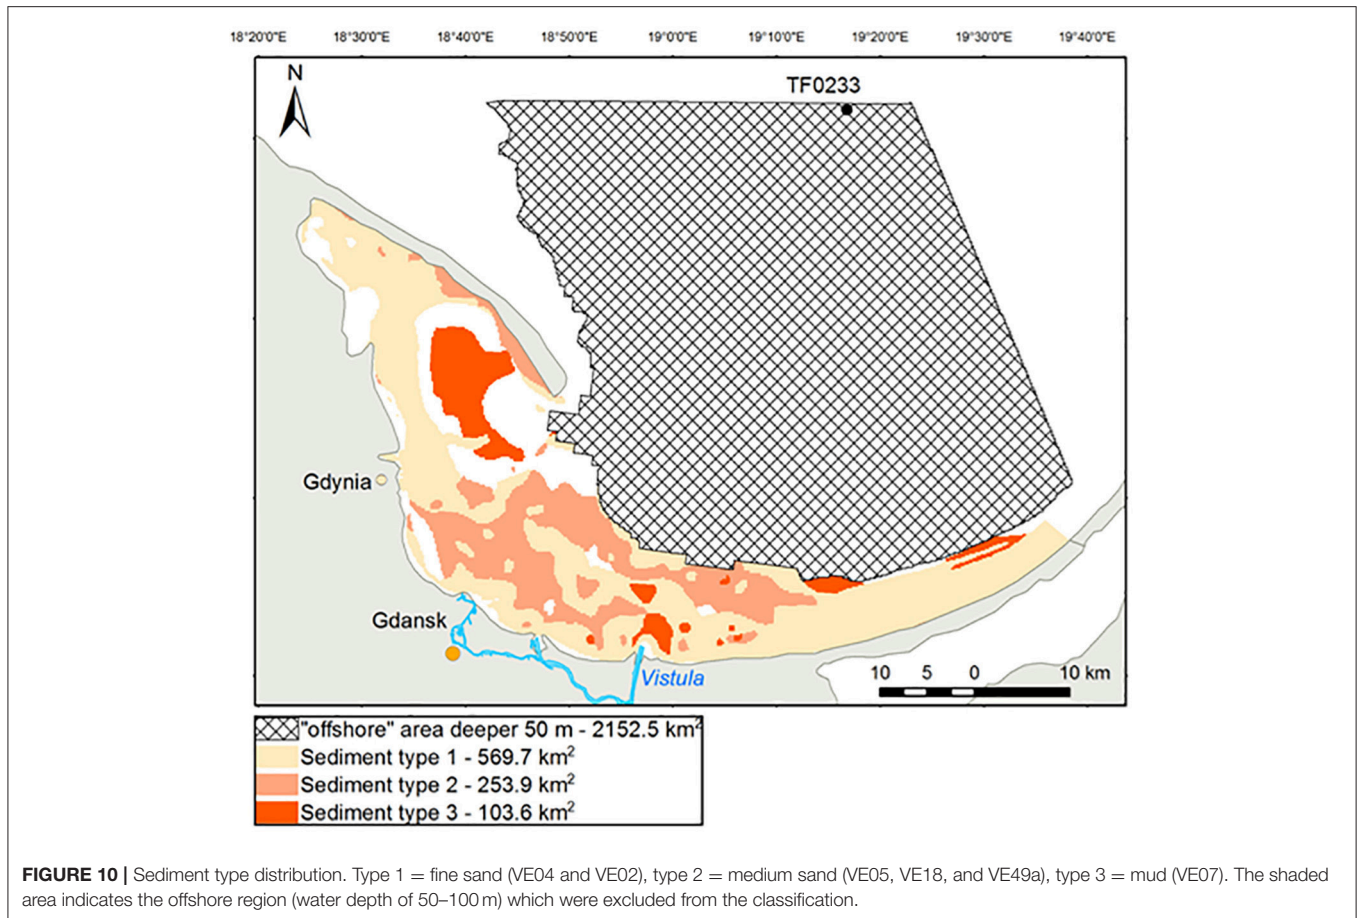 18°20'0"E 18°30'0"E 18°40'0"E 18°50'0"E 19°0'0"E 19°10'0"E 19°20'0"E 19°30'0"E 19°40'0"E
N
TF0233
Gdynia
Gdansk
Vistula
10 5 0 10 km
"offshore" area deeper 50 m - 2152.5 km²
Sediment type 1 - 569.7 km²
Sediment type 2 - 253.9 km²
Sediment type 3 - 103.6 km²
FIGURE 10 | Sediment type distribution. Type 1 = fine sand (VE04 and VE02), type 2 = medium sand (VE05, VE18, and VE49a), type 3 = mud (VE07). The shaded
area indicates the offshore region (water depth of 50–100 m) which were excluded from the classification.